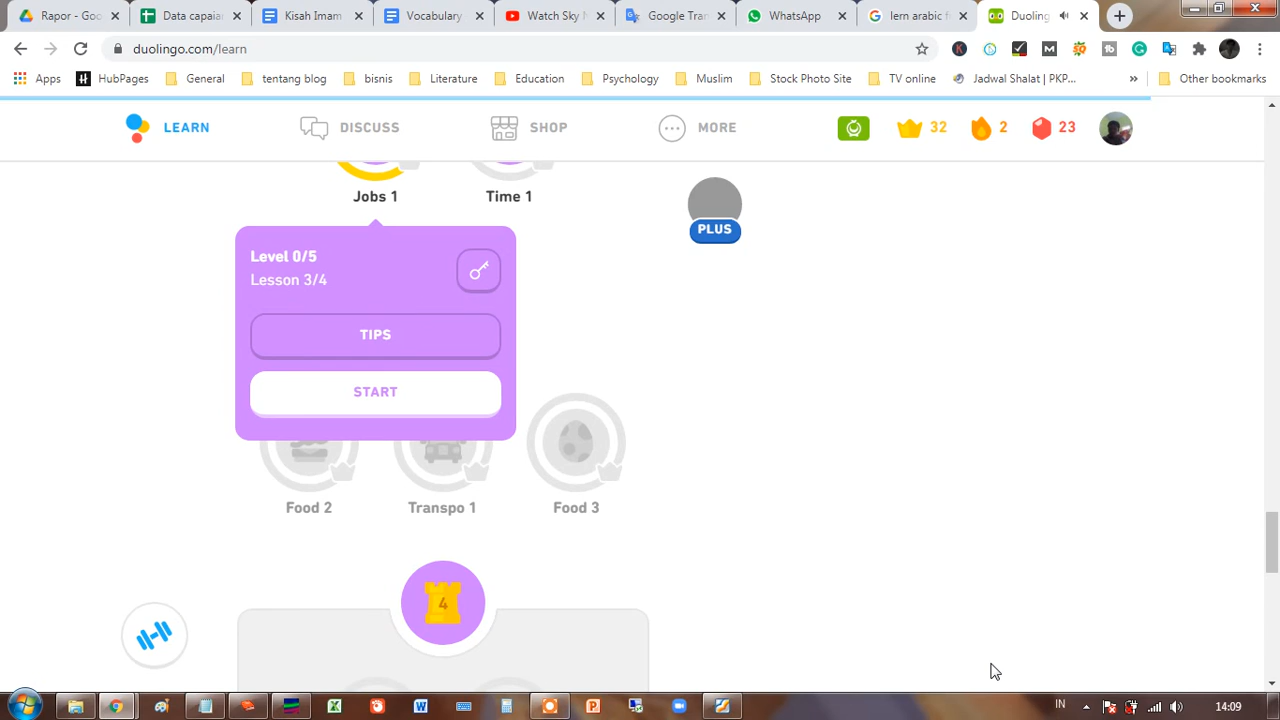 Rapor - Goo
Data capaia
Kisah Imam
Vocabulary
Watch Sky
Google Tra
WhatsApp
lern arabic f
Duoling
duolingo.com/learn
Apps
HubPages
General
tentang blog
bisnis
Literature
Education
Psychology
Muslim
Stock Photo Site
TV online
Jadwal Shalat | PKP...
»
Other bookmarks
LEARN
DISCUSS
SHOP
MORE
32
2
23
Jobs 1
Time 1
PLUS
Level 0/5
Lesson 3/4
TIPS
START
Food 2
Transpo 1
Food 3
4
IN
14:09